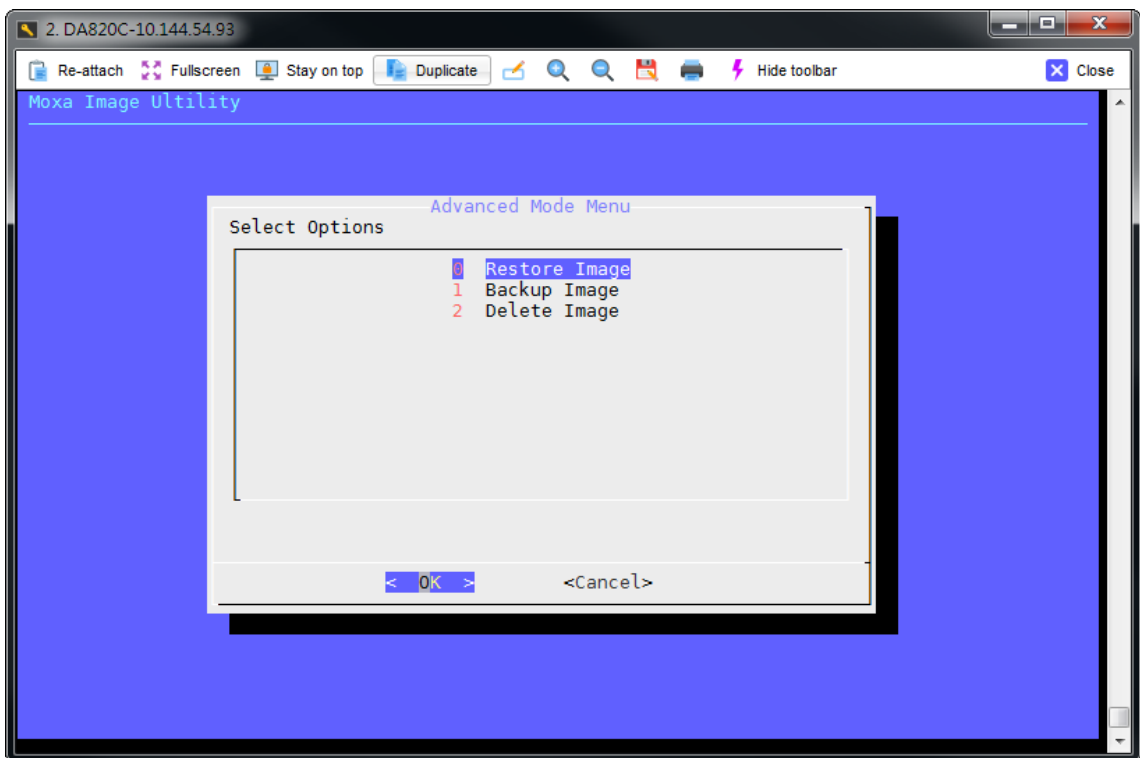 2. DA820C-10.144.54.93
Re-attach Fullscreen Stay on top Duplicate Hide toolbar Close
Moxa Image Ultility
Advanced Mode Menu
Select Options
0 Restore Image
1 Backup Image
2 Delete Image
< OK > <Cancel>